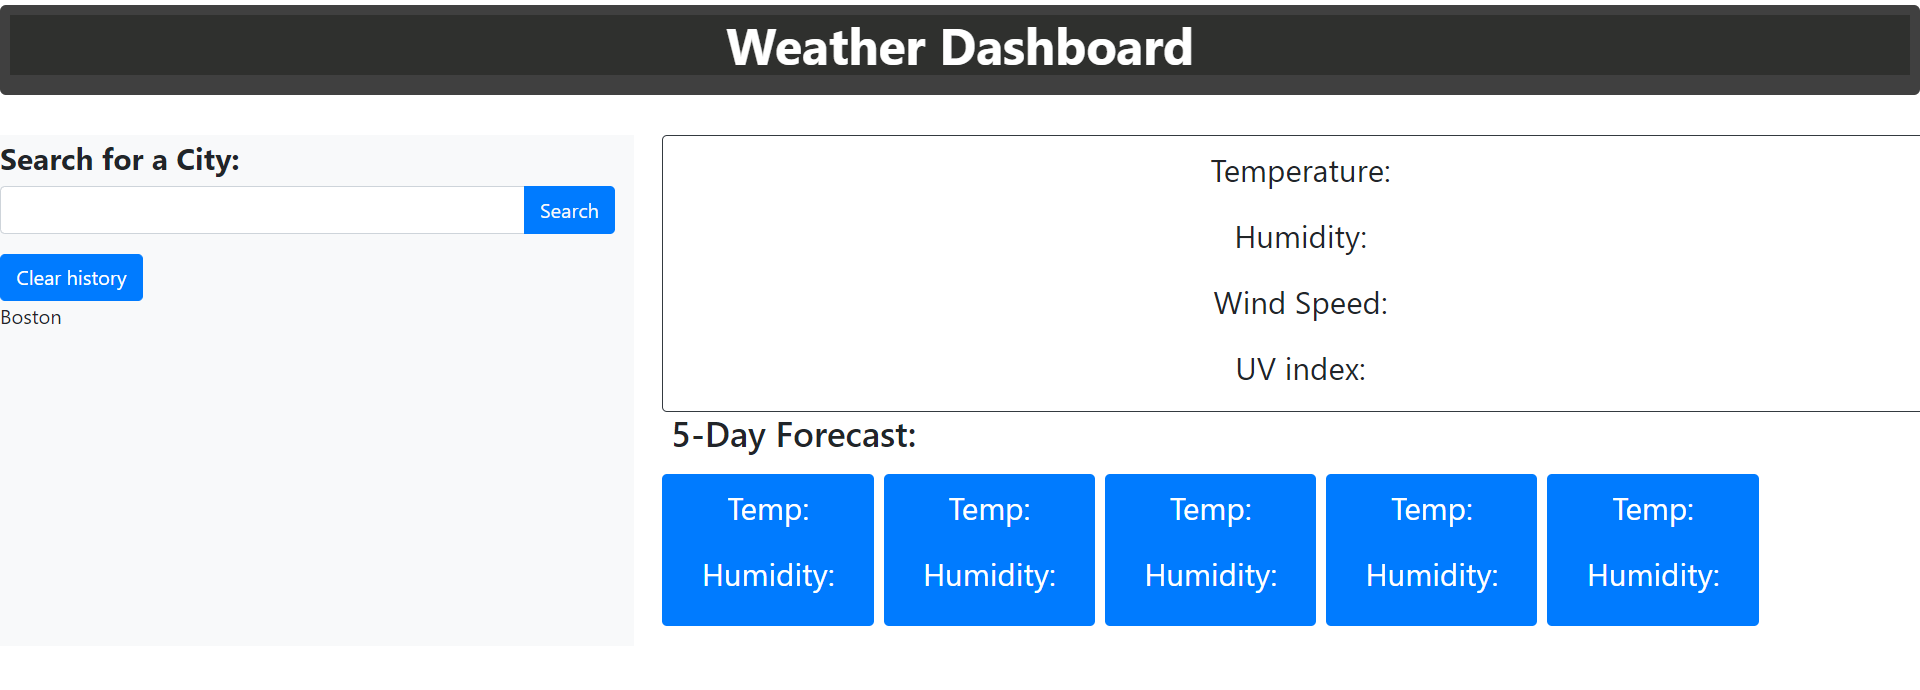 Weather Dashboard
Search for a City:
Search
Clear history
Boston
Temperature:
Humidity:
Wind Speed:
UV index:
5-Day Forecast:
Temp:
Humidity:
Temp:
Humidity:
Temp:
Humidity:
Temp:
Humidity:
Temp:
Humidity: